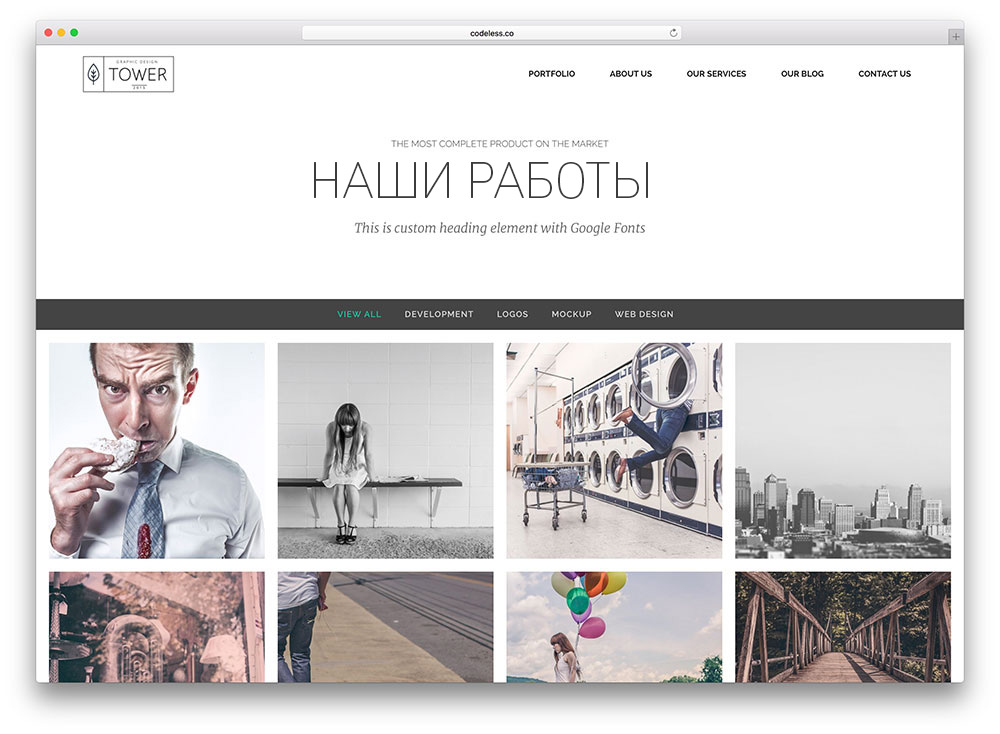 codeless.co
GRAPHIC DESIGN
TOWER
2015
PORTFOLIO ABOUT US OUR SERVICES OUR BLOG CONTACT US
THE MOST COMPLETE PRODUCT ON THE MARKET
НАШИ РАБОТЫ
This is custom heading element with Google Fonts
VIEW ALL DEVELOPMENT LOGOS MOCKUP WEB DESIGN